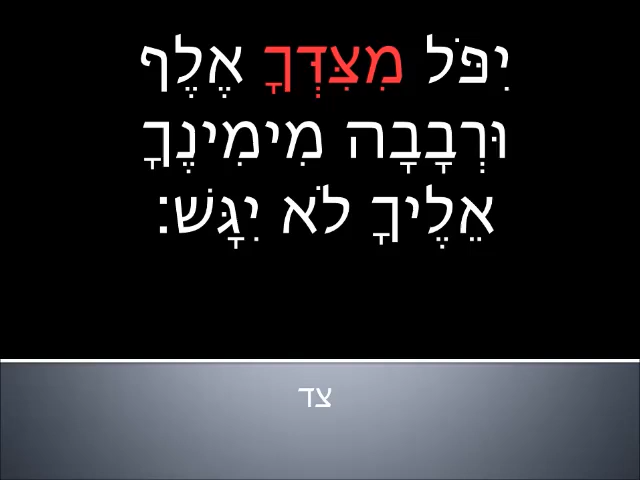 יִפֹּל מִצִּדְּךָ אֶלֶף
וּרְבָבָה מִימִינֶךָ
אֵלֶיךָ לֹא יִגָּשׁ׃
צד